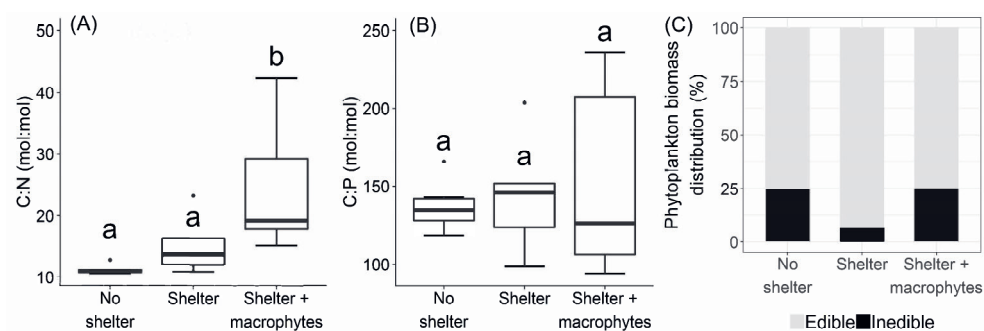 (A)
C:N (mol:mol)
50
40
30
20
10
a
a
b
No
shelter
Shelter
Shelter +
macrophytes
(B)
C:P (mol:mol)
250
200
150
100
a
a
a
No
shelter
Shelter
Shelter +
macrophytes
(C)
Phytoplankton biomass
distribution (%)
100
75
50
25
0
No
shelter
Shelter
Shelter +
macrophytes
Edible Inedible